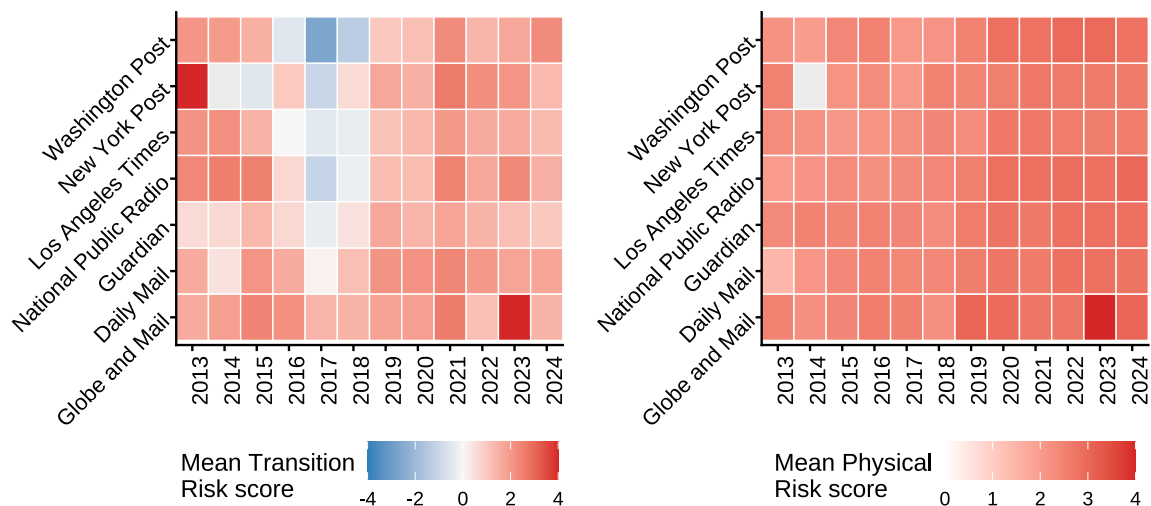 Washington Post
New York Post
Los Angeles Times
National Public Radio
Guardian
Daily Mail
Globe and Mail
2013 2014 2015 2016 2017 2018 2019 2020 2021 2022 2023 2024
Mean Transition
Risk score
-4 -2 0 2 4
Washington Post
New York Post
Los Angeles Times
National Public Radio
Guardian
Daily Mail
Globe and Mail
2013 2014 2015 2016 2017 2018 2019 2020 2021 2022 2023 2024
Mean Physical
Risk score
0 1 2 3 4